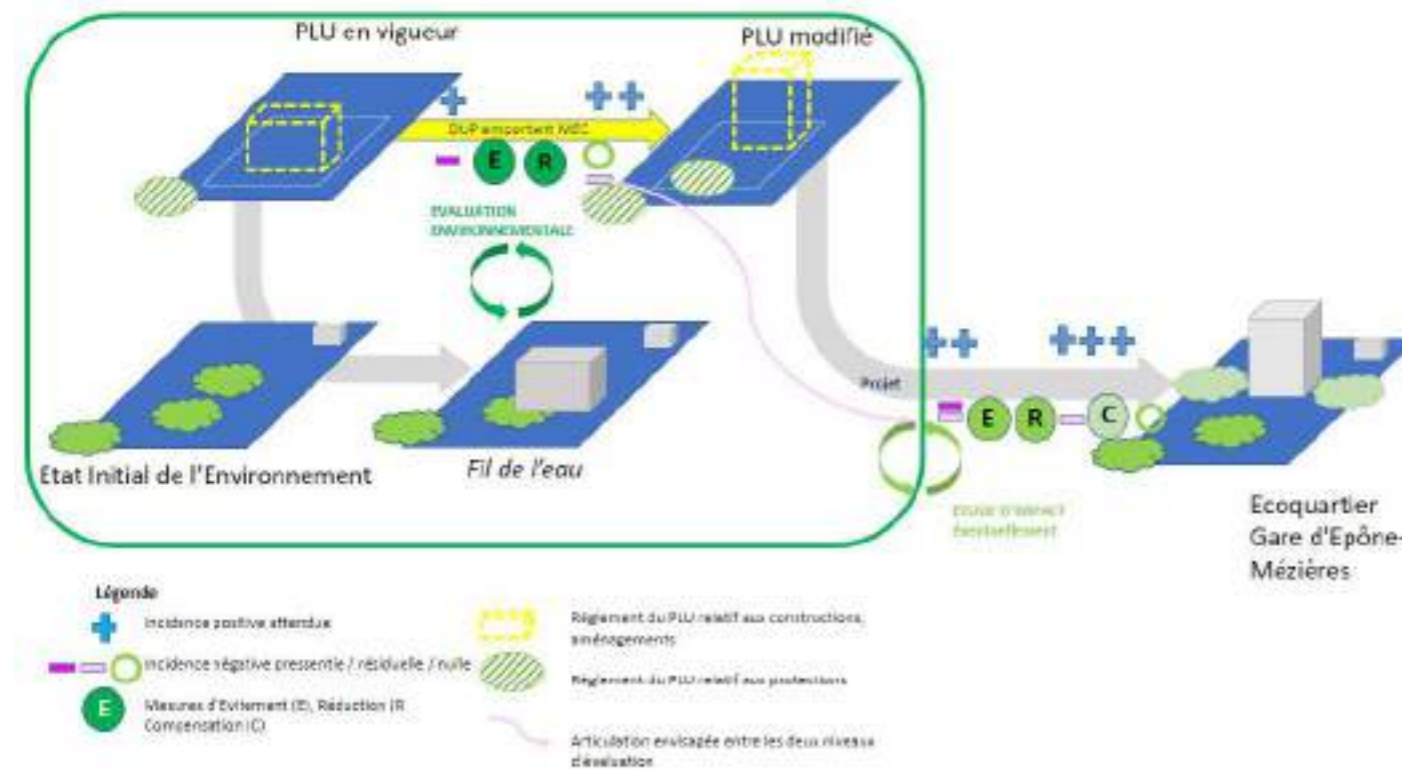 PLU en vigueur
PLU modifié
DUP emportant MEC
E
R
EVALUATION
ENVIRONNEMENTALE
Projet
E
R
C
Etat Initial de l'Environnement
Fil de l'eau
ETUDE D'IMPACT
éventuellement
Ecoquartier
Gare d'Epône-
Mézières
Légende
Incidence positive attendue
Incidence négative pressentie / résiduelle / nulle
E
Mesures d'Evitement (E), Réduction (R
Compensation (C)
Règlement du PLU relatif aux constructions,
aménagements
Règlement du PLU relatif aux protections
Articulation envisagée entre les deux niveaux
d'évaluation